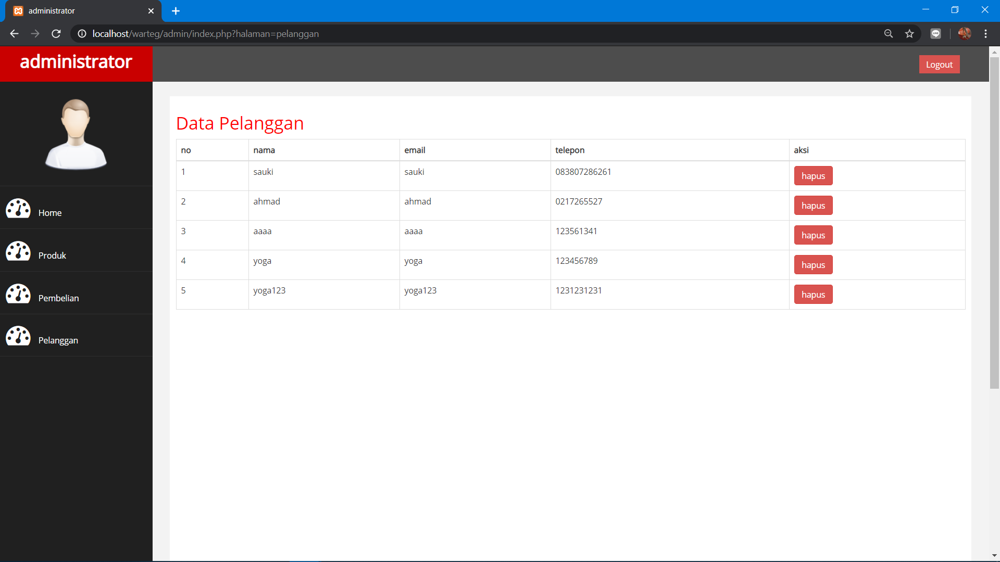 administrator
localhost/warteg/admin/index.php?halaman=pelanggan
administrator
Logout
Home
Produk
Pembelian
Pelanggan
Data Pelanggan
no nama email telepon aksi
1 sauki sauki 083807286261 hapus
2 ahmad ahmad 0217265527 hapus
3 aaaa aaaa 123561341 hapus
4 yoga yoga 123456789 hapus
5 yoga123 yoga123 1231231231 hapus